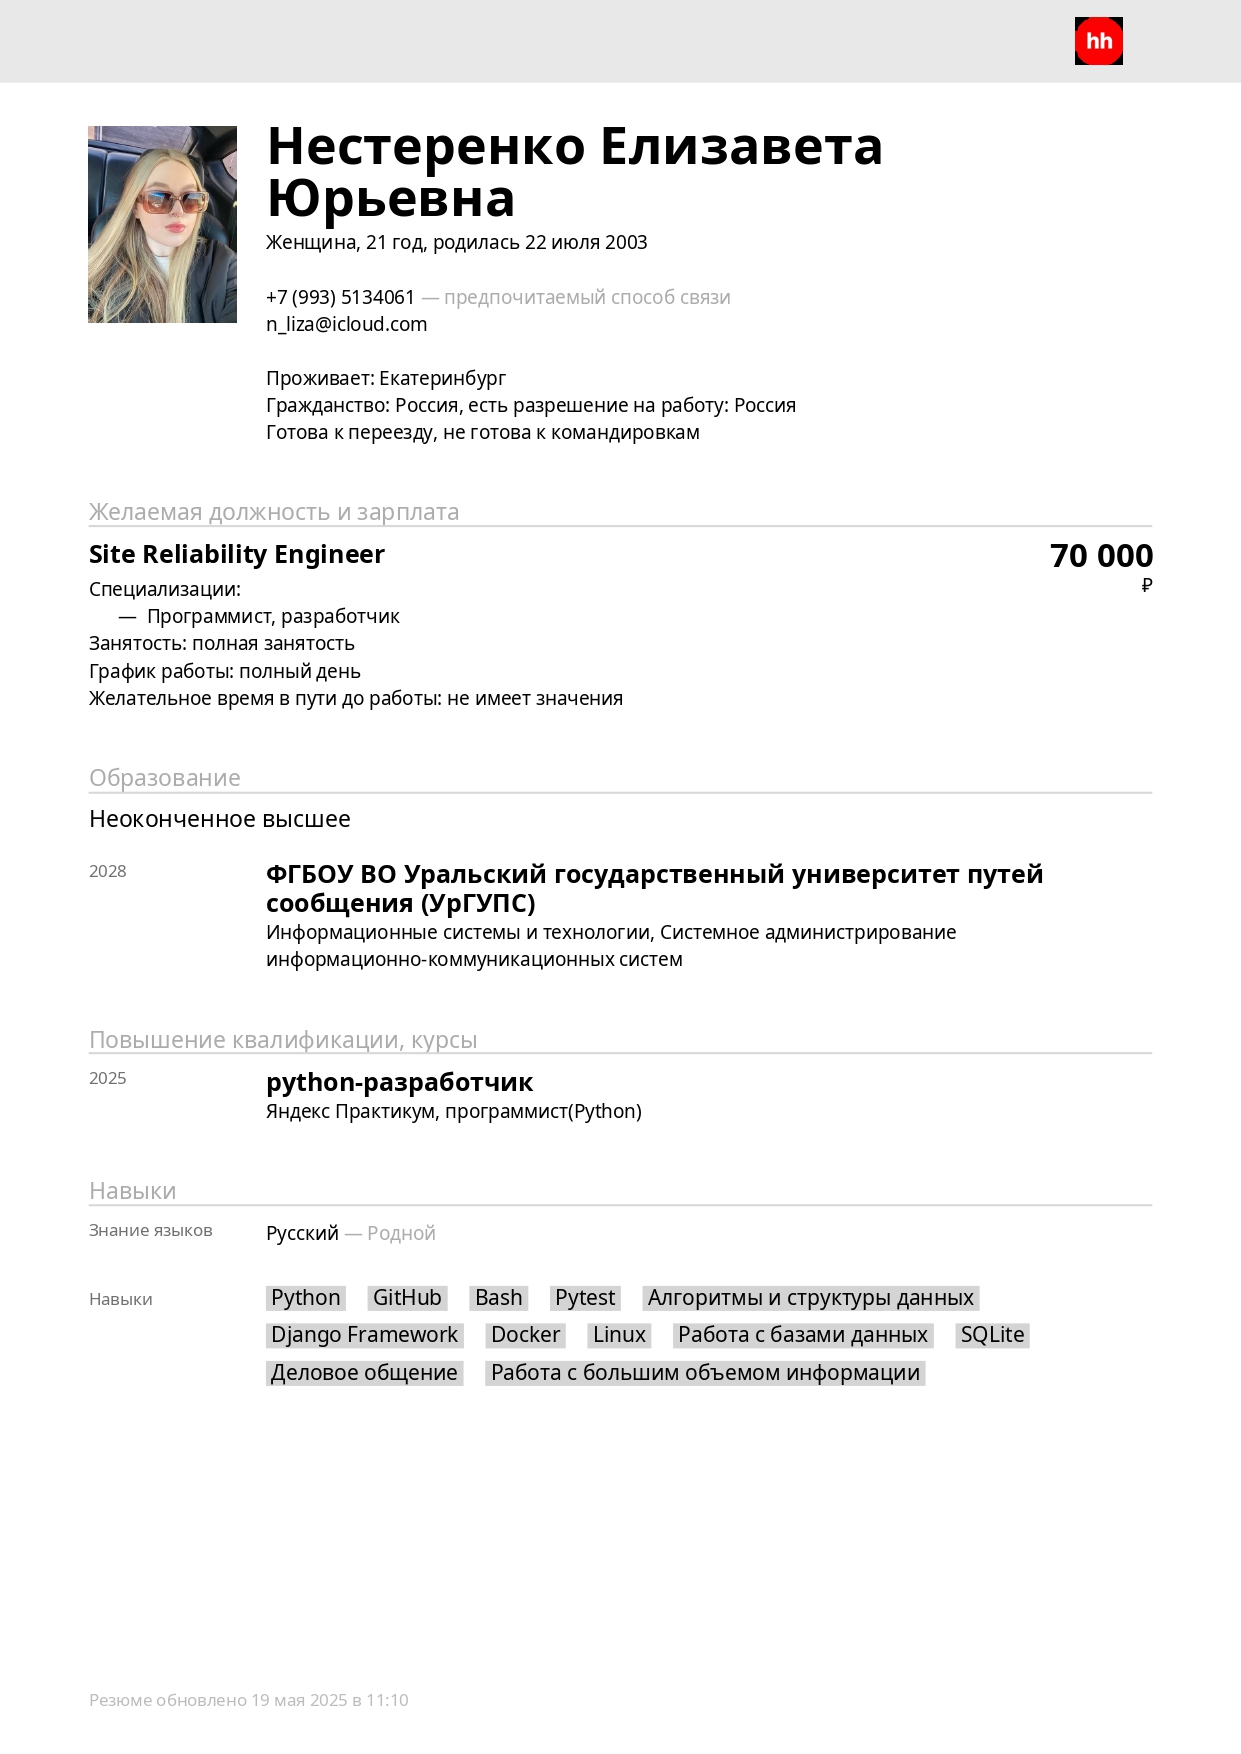 hh
Нестеренко Елизавета
Юрьевна
Женщина, 21 год, родилась 22 июля 2003
+7 (993) 5134061 — предпочитаемый способ связи
n_liza@icloud.com
Проживает: Екатеринбург
Гражданство: Россия, есть разрешение на работу: Россия
Готова к переезду, не готова к командировкам
Желаемая должность и зарплата
Site Reliability Engineer 70 000
₽
Специализации:
— Программист, разработчик
Занятость: полная занятость
График работы: полный день
Желательное время в пути до работы: не имеет значения
Образование
Неоконченное высшее
2028 ФГБОУ ВО Уральский государственный университет путей
сообщения (УрГУПС)
Информационные системы и технологии, Системное администрирование
информационно-коммуникационных систем
Повышение квалификации, курсы
2025 python-разработчик
Яндекс Практикум, программист(Python)
Навыки
Знание языков Русский — Родной
Навыки Python GitHub Bash Pytest Алгоритмы и структуры данных
Django Framework Docker Linux Работа с базами данных SQLite
Деловое общение Работа с большим объемом информации
Резюме обновлено 19 мая 2025 в 11:10